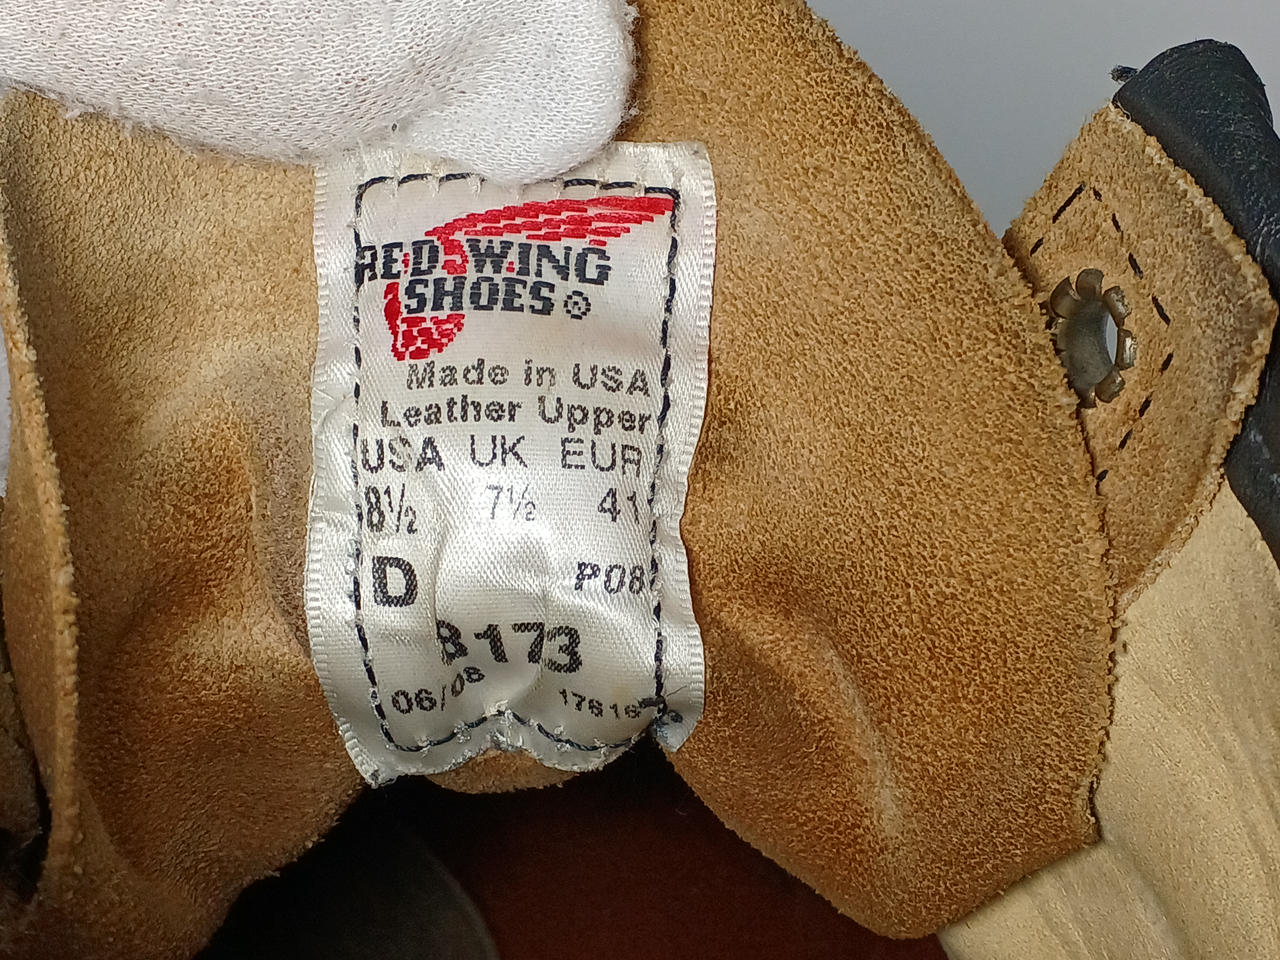 RED WING
SHOES®
Made in USA
Leather Upper
USA UK EUR
8½ 7½ 41
D P08
8173
06/08 17616